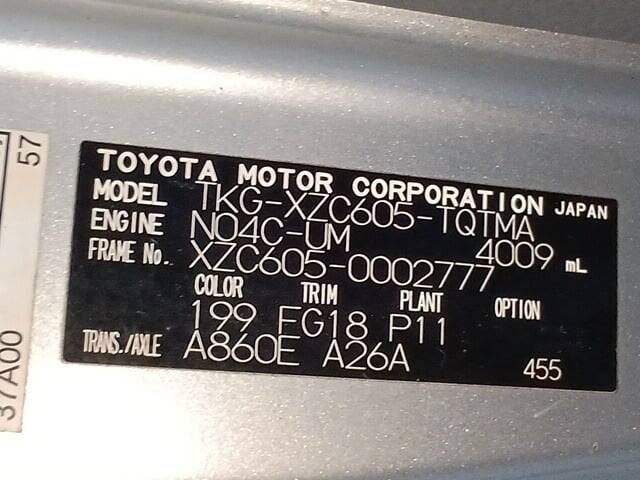 TOYOTA MOTOR CORPORATION JAPAN
MODEL TKG-XZC605-TQTMA
ENGINE N04C-UM 4009 mL
FRAME No. XZC605-0002777
COLOR TRIM PLANT OPTION
199 FG18 P11
TRANS./AXLE A860E A26A 455
57
37A00